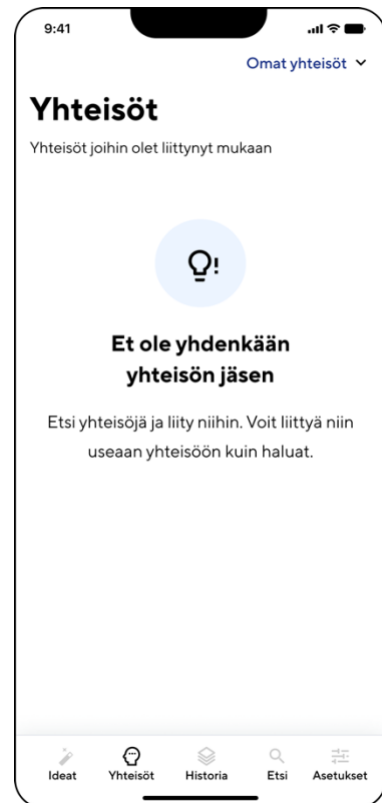 9:41
Omat yhteisöt
Yhteisöt
Yhteisöt joihin olet liittynyt mukaan
Et ole yhdenkään
yhteisön jäsen
Etsi yhteisöjä ja liity niihin. Voit liittyä niin
useaan yhteisöön kuin haluat.
Ideat Yhteisöt Historia Etsi Asetukset